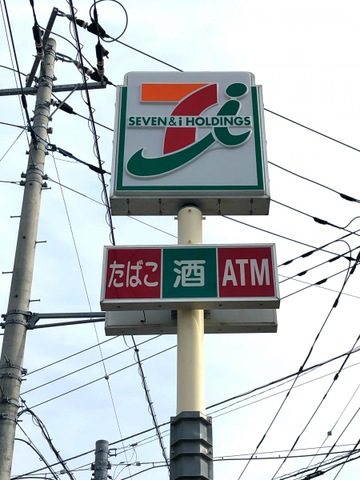 SEVEN & i HOLDINGS
たばこ 酒 ATM